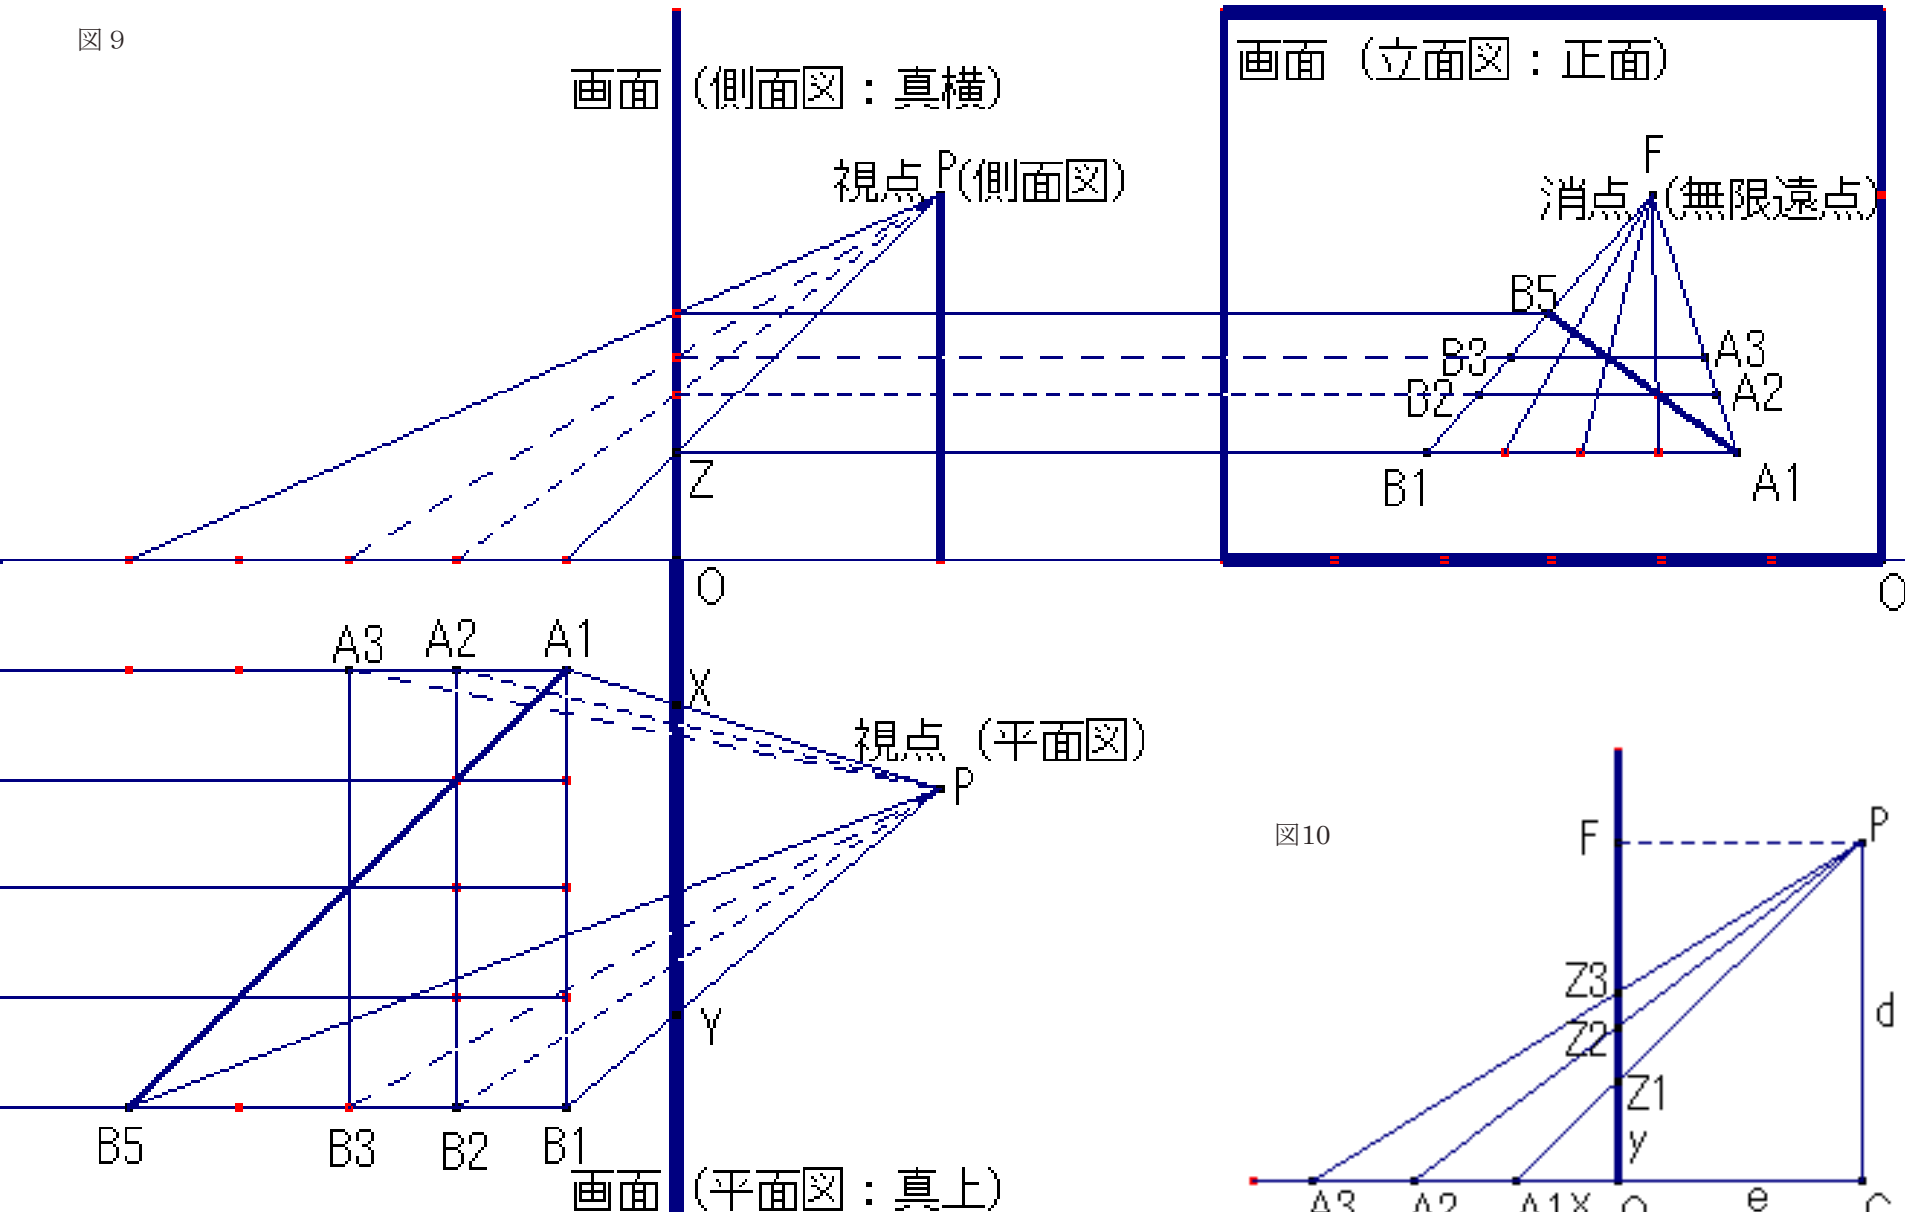 図９
画面（側面図：真横）
視点 P(側面図)
Z
O
画面（立面図：正面）
F
消点 (無限遠点)
B5
B3
A3
B2
A2
B1
A1
O
A3
A2
A1
X
視点（平面図）
P
Y
B5
B3
B2
B1
画面（平面図：真上）
図10
F
P
Z3
Z2
Z1
d
y
A3
A2
A1
X
O
e
C